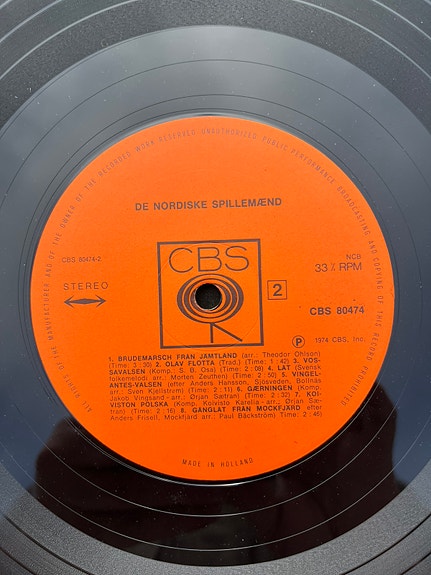 ALL RIGHTS OF THE MANUFACTURER AND OF THE OWNER OF THE RECORDED WORK RESERVED. UNAUTHORIZED PUBLIC PERFORMANCE BROADCASTING AND COPYING OF THIS RECORD PROHIBITED
DE NORDISKE SPILLEMÆND
CBS 80474-2
CBS
NCB
33⅓ RPM
STEREO
2
CBS 80474
P 1974 CBS, Inc.
1. BRUDEMARSCH FRÅN JAMTLAND (arr.: Theodor Ohlson)
(Time: 3:30) 2. OLAV FLOTTA (Trad.) (Time: 1:42) 3. VOS-
SAVALSEN (Komp. S. B. Ose) (Time: 2:08) 4. LÅT (Svensk
folkemelodi arr.: Morten Zeuthen) (Time: 2:50) 5. VINGEL-
ANTES-VALSEN (efter Anders Hansson, Sjösveden, Bollnäs
arr.: Sven Kjellström) (Time: 2:11) 6. GÆRNINGEN (Komp.:
Jakob Vingsand - arr.: Ørjan Sætran) (Time: 2:32) 7. KOI-
VISTON POLSKA (Komp. Koivisto Karelia - arr.: Ørjan Sæ-
tran) (Time: 2:15) 8. GÅNGLÅT FRÅN MOCKFJÄRD (efter
Anders Frisell, Mockfjärd arr.: Paul Bäckström) Time: 2:45)
MADE IN HOLLAND